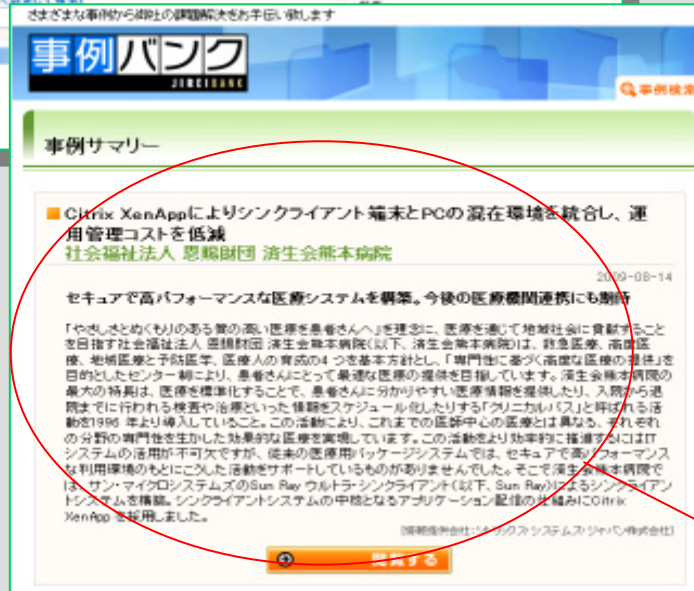 さまざまな事例から御社の課題解決をお手伝い致します
事例バンク
JIREIBANK
事例検索
事例サマリー
Citrix XenAppによりシンクライアント端末とPCの混在環境を統合し、運
用管理コストを低減
社会福祉法人 恩賜財団 済生会熊本病院
2009-08-14
セキュアで高パフォーマンスな医療システムを構築。今後の医療機関連携にも期待
「やさしさとぬくもりのある質の高い医療を患者さんへ」を理念に、医療を通じて地域社会に貢献すること
を目指す社会福祉法人 恩賜財団 済生会熊本病院(以下、済生会熊本病院)は、救急医療、高度医
療、地域医療と予防医学、医療人の育成の4つを基本方針とし、「専門性に基づく高度な医療の提供」を
目的としたセンター制により、患者さんにとって最適な医療の提供を目指しています。済生会熊本病院の
最大の特長は、医療を標準化することで、患者さんに分かりやすい医療情報を提供したり、入院から退
院までに行われる検査や治療といった情報をスケジュール化したりする「クリニカルパス」と呼ばれる活
動を1996 年より導入していること。この活動により、これまでの医師中心の医療とは異なる、それぞれ
の分野の専門性を生かした効果的な医療を実現しています。この活動をより効率的に推進するにはIT
システムの活用が不可欠ですが、従来の医療用パッケージシステムでは、セキュアで高パフォーマンス
な利用環境のもとにこうした活動をサポートしているものがありませんでした。そこで済生会熊本病院で
は、サン・マイクロシステムズのSun Ray ウルトラ・シンクライアント(以下、Sun Ray)によるシンクライアン
トシステムを構築。シンクライアントシステムの中核となるアプリケーション配信の仕組みにCitrix
XenApp を採用しました。
[情報提供会社:シトリックス・システムズ・ジャパン株式会社]
閲覧する